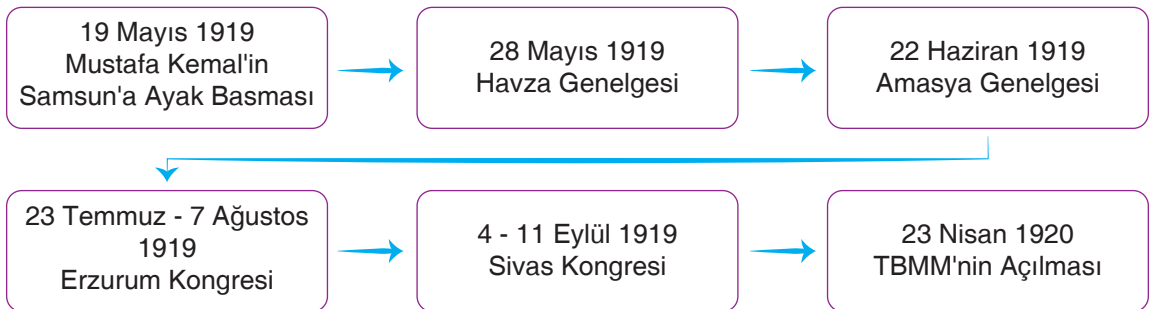 19 Mayıs 1919
Mustafa Kemal'in
Samsun'a Ayak Basması
28 Mayıs 1919
Havza Genelgesi
22 Haziran 1919
Amasya Genelgesi
23 Temmuz - 7 Ağustos
1919
Erzurum Kongresi
4 - 11 Eylül 1919
Sivas Kongresi
23 Nisan 1920
TBMM'nin Açılması